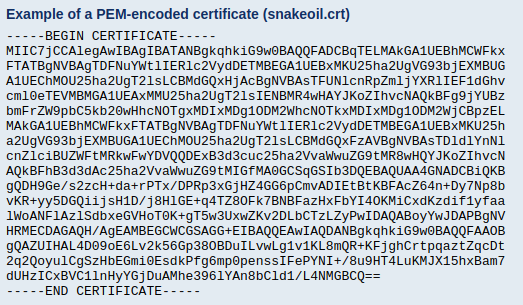 Example of a PEM-encoded certificate (snakeoil.crt)
-----BEGIN CERTIFICATE-----
MIIC7jCCAlegAwIBAgIBATANBgkqhkiG9w0BAQQFADCBqTELMAkGA1UEBhMCWFkx
FTATBgNVBAgTDFNuYWtlIERlc2VydDETMBEGA1UEBxMKU25ha2UgVG93bjEXMBUG
A1UEChMOU25ha2UgT2lsLCBMdGQxHjAcBgNVBAsTFUNlcnRpZmljYXRlIEF1dGhv
cml0eTEVMBMGA1UEAxMMU25ha2UgT2lsIENBMR4wHAYJKoZIhvcNAQkBFg9jYUBz
bmFrZW9pbC5kb20wHhcNOTgxMDIxMDg1ODM2WhcNOTkxMDIxMDg1ODM2WjCBpzEL
MAkGA1UEBhMCWFkxFTATBgNVBAgTDFNuYWtlIERlc2VydDETMBEGA1UEBxMKU25h
a2UgVG93bjEXMBUGA1UEChMOU25ha2UgT2lsLCBMdGQxFzAVBgNVBAsTDldlYnNl
cnZlciBUZWFtMRkwFwYDVQQDExB3d3cuc25ha2VvaWwuZG9tMR8wHQYJKoZIhvcN
AQkBFhB3d3dAc25ha2VvaWwuZG9tMIGfMA0GCSqGSIb3DQEBAQUAA4GNADCBiQKB
gQDH9Ge/s2zcH+da+rPTx/DPRp3xGjHZ4GG6pCmvADIEtBtKBFAcZ64n+Dy7Np8b
vKR+yy5DGQiijsH1D/j8HlGE+q4TZ8OFk7BNBFazHxFbYI4OKMiCxdKzdif1yfaa
lWoANFlAzlSdbxeGVHoT0K+gT5w3UxwZKv2DLbCTzLZyPwIDAQABoyYwJDAPBgNV
HRMECDAGAQH/AgEAMBEGCWCGSAGG+EIBAQQEAwIAQDANBgkqhkiG9w0BAQQFAAOB
gQAZUIHAL4D09oE6Lv2k56Gp38OBDuILvwLg1v1KL8mQR+KFjghCrtpqaztZqcDt
2q2QoyulCgSzHbEGmi0EsdkPfg6mp0penssIFePYNI+/8u9HT4LuKMJX15hxBam7
dUHzICxBVC1lnHyYGjDuAMhe396lYAn8bCld1/L4NMGBCQ==
-----END CERTIFICATE-----